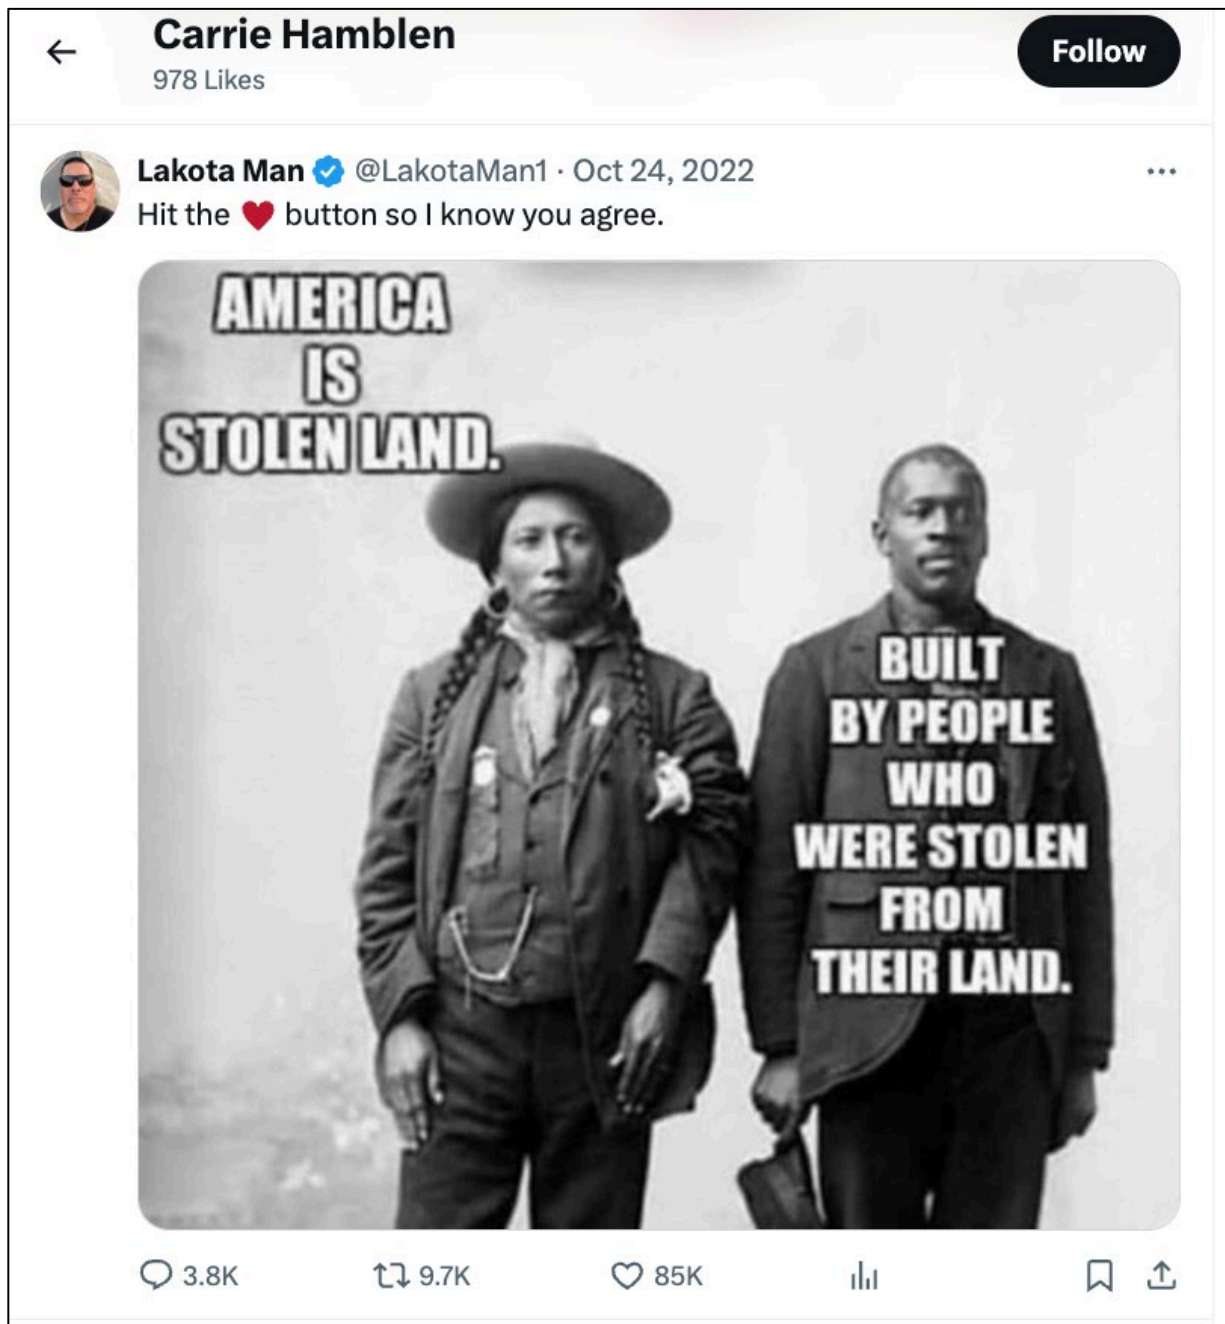 Carrie Hamblen
978 Likes
Follow
Lakota Man @LakotaMan1 · Oct 24, 2022
Hit the ❤️ button so I know you agree.
AMERICA
IS
STOLEN LAND.
BUILT
BY PEOPLE
WHO
WERE STOLEN
FROM
THEIR LAND.
3.8K 9.7K 85K